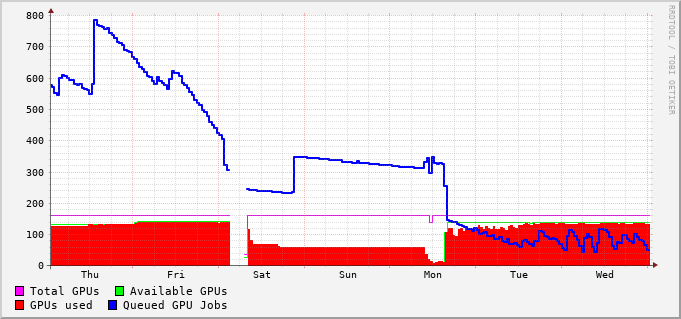 800
700
600
500
400
300
200
100
0
Thu Fri Sat Sun Mon Tue Wed
Total GPUs Available GPUs
GPUs used Queued GPU Jobs
RRDTOOL / TOBI OETIKER